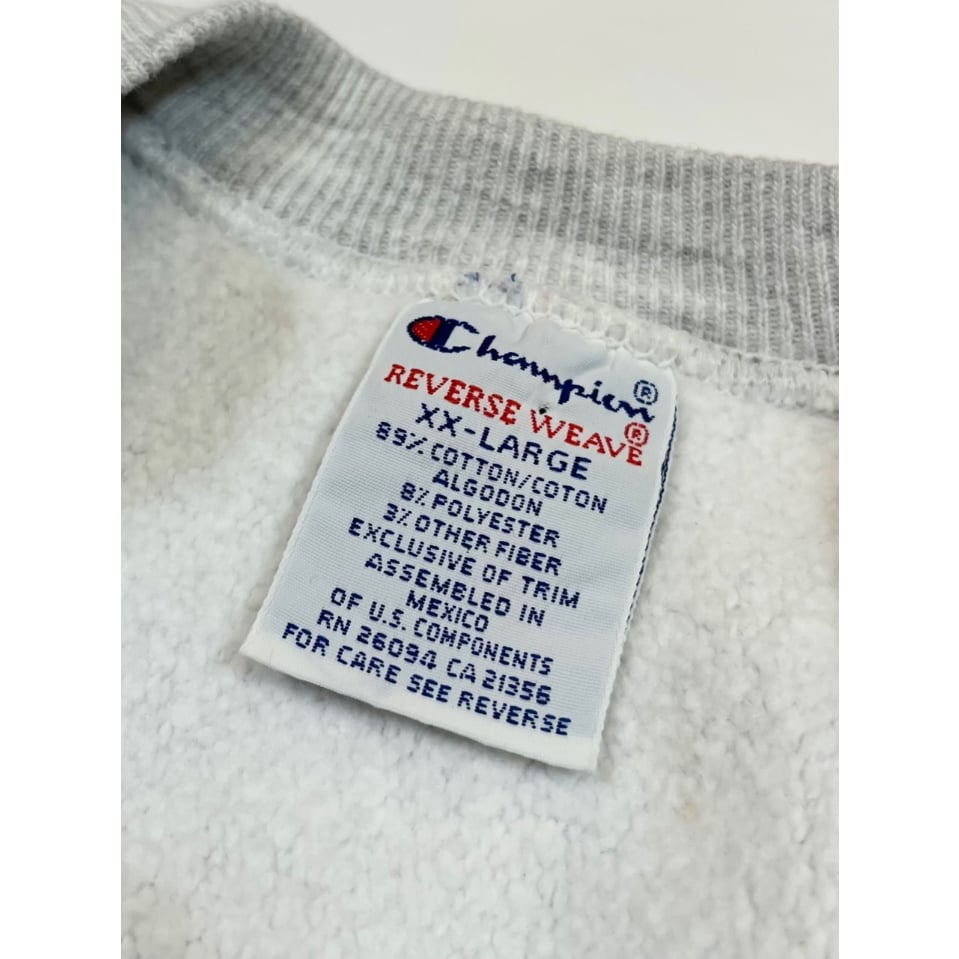 Champion®
REVERSE WEAVE®
XX-LARGE
89% COTTON/COTON
ALGODON
8% POLYESTER
3% OTHER FIBER
EXCLUSIVE OF TRIM
ASSEMBLED IN
MEXICO
OF U.S. COMPONENTS
RN 26094 CA 21356
FOR CARE SEE REVERSE